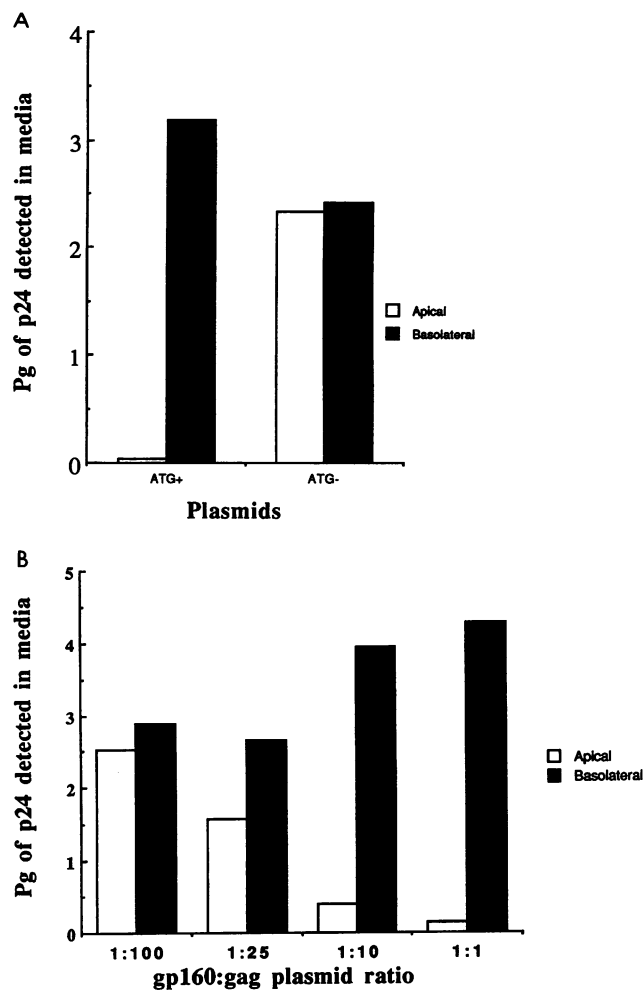 A
Pg of p24 detected in media
4
3
2
1
0
ATG+ ATG-
Plasmids
Apical
Basolateral
B
Pg of p24 detected in media
5
4
3
2
1
0
1:100 1:25 1:10 1:1
gp160:gag plasmid ratio
Apical
Basolateral